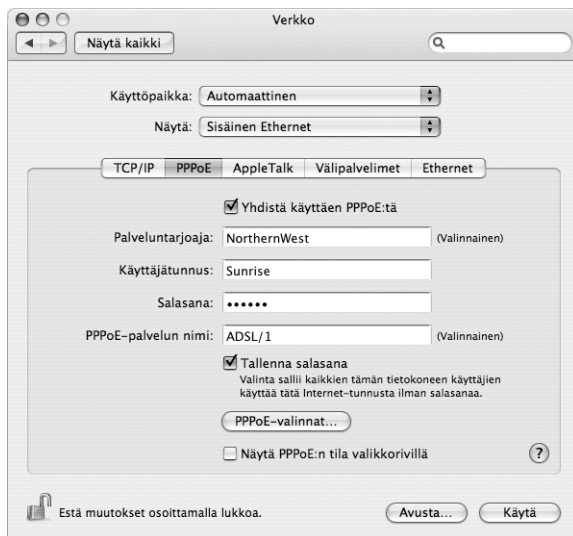 Verkko
Näytä kaikki
Käyttöpaikka: Automaattinen
Näytä: Sisäinen Ethernet
TCP/IP PPPoE AppleTalk Välipalvelimet Ethernet
Yhdistä käyttäen PPPoE:tä
Palveluntarjoaja: NorthernWest (Valinnainen)
Käyttäjätunnus: Sunrise
Salasana: ••••••
PPPoE-palvelun nimi: ADSL/1 (Valinnainen)
Tallenna salasana
Valinta sallii kaikkien tämän tietokoneen käyttäjien
käyttää tätä Internet-tunnusta ilman salasanaa.
PPPoE-valinnat...
Näytä PPPoE:n tila valikkorivillä ?
Estä muutokset osoittamalla lukkoa. Avusta... Käytä